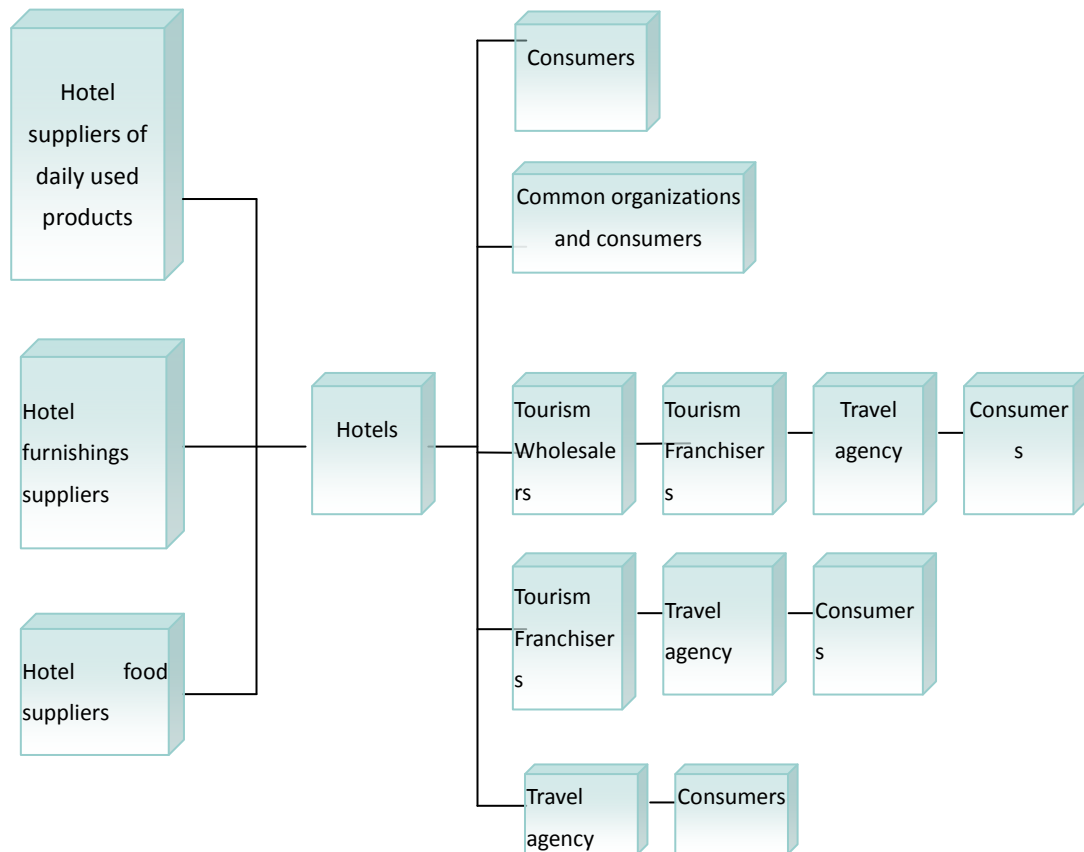 Hotel
suppliers of
daily used
products
Hotel
furnishings
suppliers
Hotel food
suppliers
Hotels
Consumers
Common organizations
and consumers
Tourism
Wholesale
rs
Tourism
Franchiser
s
Travel
agency
Consumer
s
Tourism
Franchiser
s
Travel
agency
Consumer
s
Travel
agency
Consumers